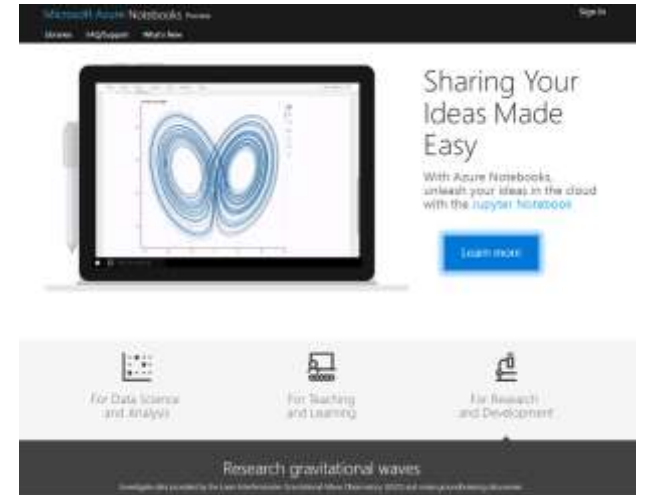 Microsoft Azure Notebooks Preview
Sign In
Libraries FAQ/Support What's New
Sharing Your
Ideas Made
Easy
With Azure Notebooks,
unleash your ideas in the cloud
with the Jupyter Notebook
Learn more
For Data Science
and Analysis
For Teaching
and Learning
For Research
and Development
Research gravitational waves